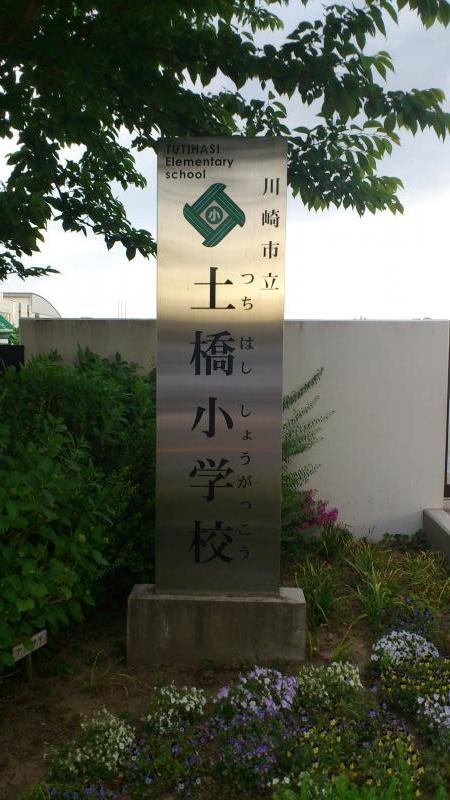 TUTIHASI
Elementary
school
小
川崎市立
土橋小学校
つちはししょうがっこう